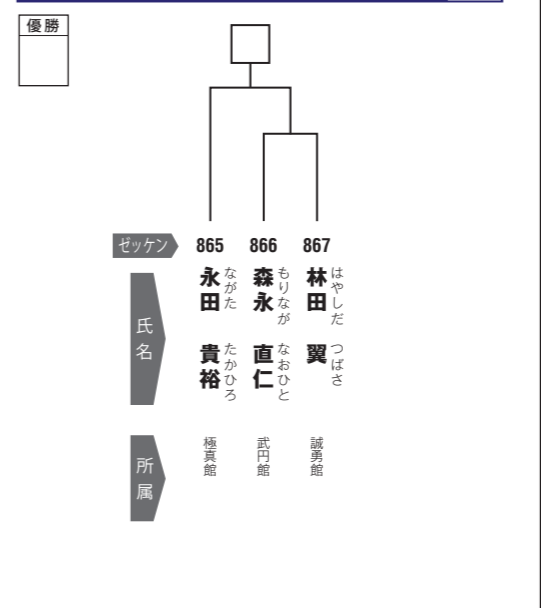 優勝
ゼッケン 865 866 867
氏名
永田 貴裕
ながた たかひろ
森永 直仁
もりなが なおひと
林田 翼
はやしだ つばさ
所属
極真館
武円館
誠勇館